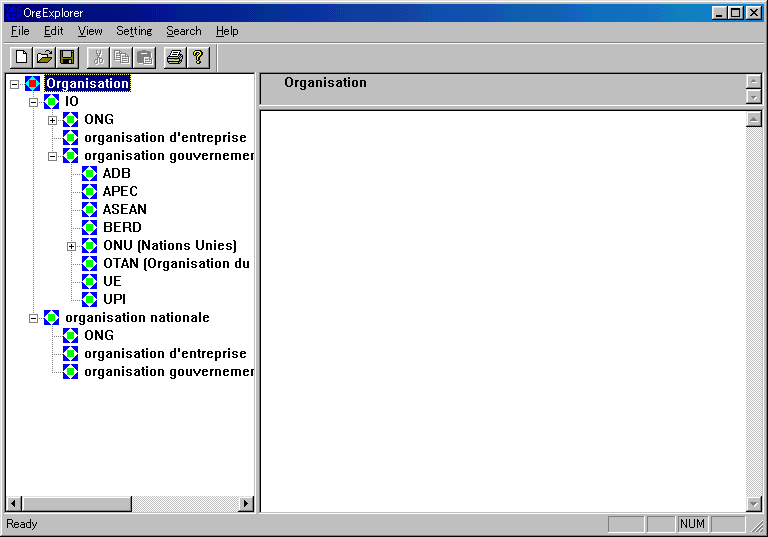 OrgExplorer
File Edit View Setting Search Help
Organisation
IO
ONG
organisation d'entreprise
organisation gouvernemer
ADB
APEC
ASEAN
BERD
ONU (Nations Unies)
OTAN (Organisation du
UE
UPI
organisation nationale
ONG
organisation d'entreprise
organisation gouvernemer
Organisation
Ready NUM